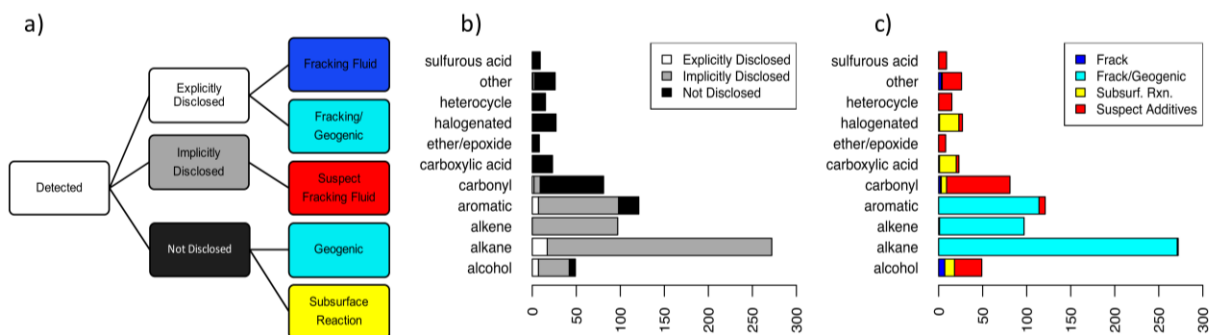 a)
Detected
Explicitly
Disclosed
Implicitly
Disclosed
Not Disclosed
Fracking Fluid
Fracking/
Geogenic
Suspect
Fracking Fluid
Geogenic
Subsurface
Reaction
b)
Explicitly Disclosed
Implicitly Disclosed
Not Disclosed
sulfurous acid
other
heterocycle
halogenated
ether/epoxide
carboxylic acid
carbonyl
aromatic
alkene
alkane
alcohol
0
50
100
150
200
250
300
c)
Frack
Frack/Geogenic
Subsurf. Rxn.
Suspect Additives
sulfurous acid
other
heterocycle
halogenated
ether/epoxide
carboxylic acid
carbonyl
aromatic
alkene
alkane
alcohol
0
50
100
150
200
250
300